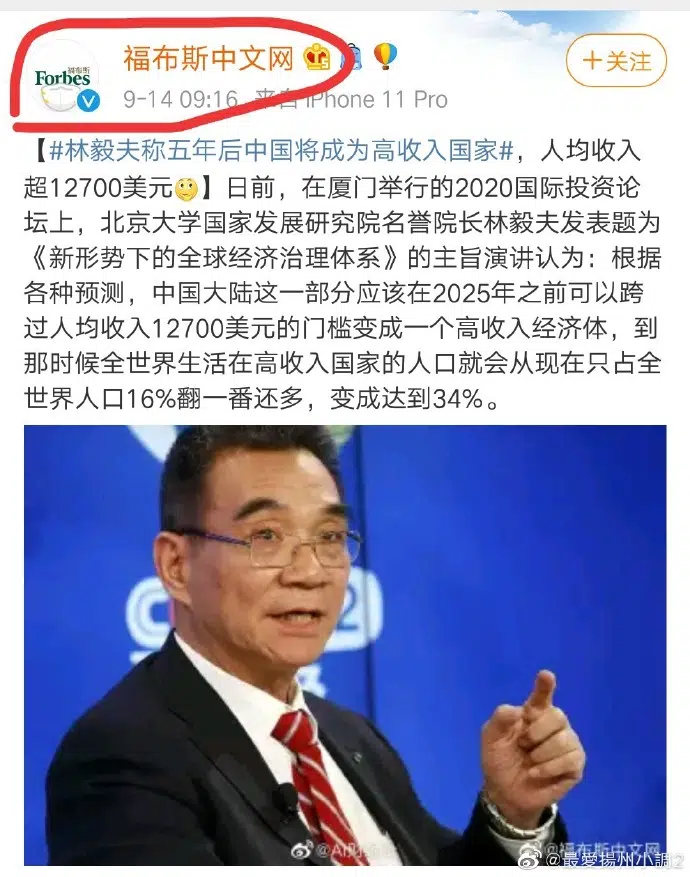 福布斯
Forbes
福布斯中文网
9-14 09:16 来自 iPhone 11 Pro
+关注
【#林毅夫称五年后中国将成为高收入国家#，人均收入
超12700美元】日前，在厦门举行的2020国际投资论
坛上，北京大学国家发展研究院名誉院长林毅夫发表题为
《新形势下的全球经济治理体系》的主旨演讲认为：根据
各种预测，中国大陆这一部分应该在2025年之前可以跨
过人均收入12700美元的门槛变成一个高收入经济体，到
那时候全世界生活在高收入国家的人口就会从现在只占全
世界人口16%翻一番还多，变成达到34%。
2
@AI财
@福布斯中文网
@最愛揚州小調2